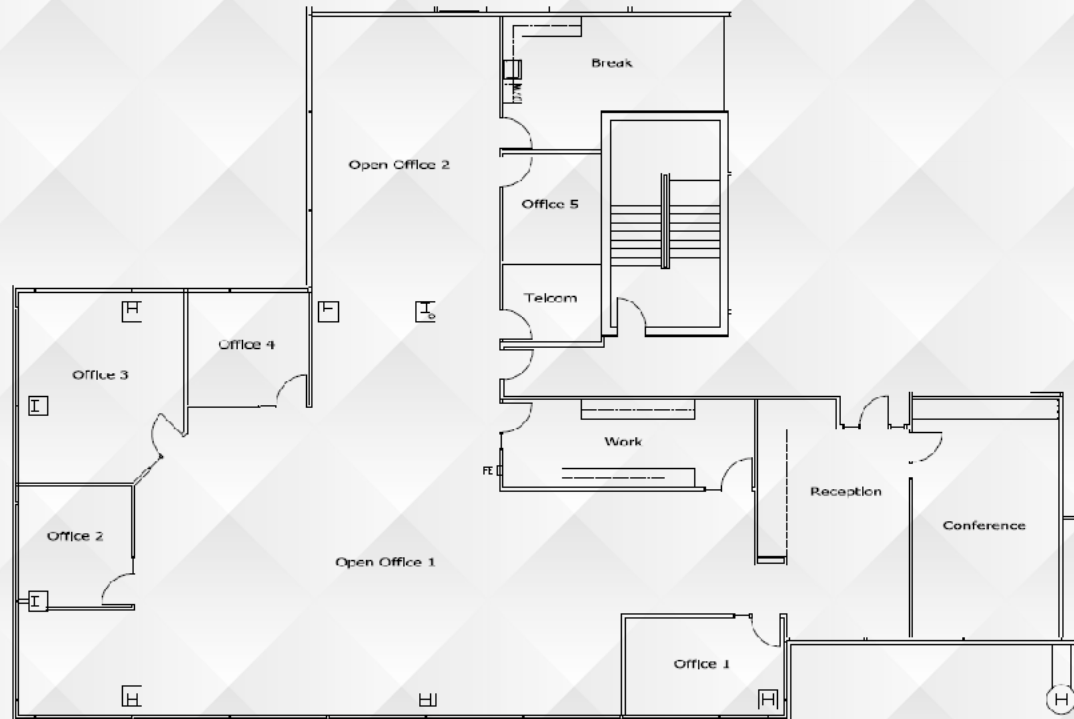 Break
D/W
Open Office 2
Office 5
Telcom
Office 4
Office 3
Work
FE
Reception
Conference
Office 2
Open Office 1
Office 1